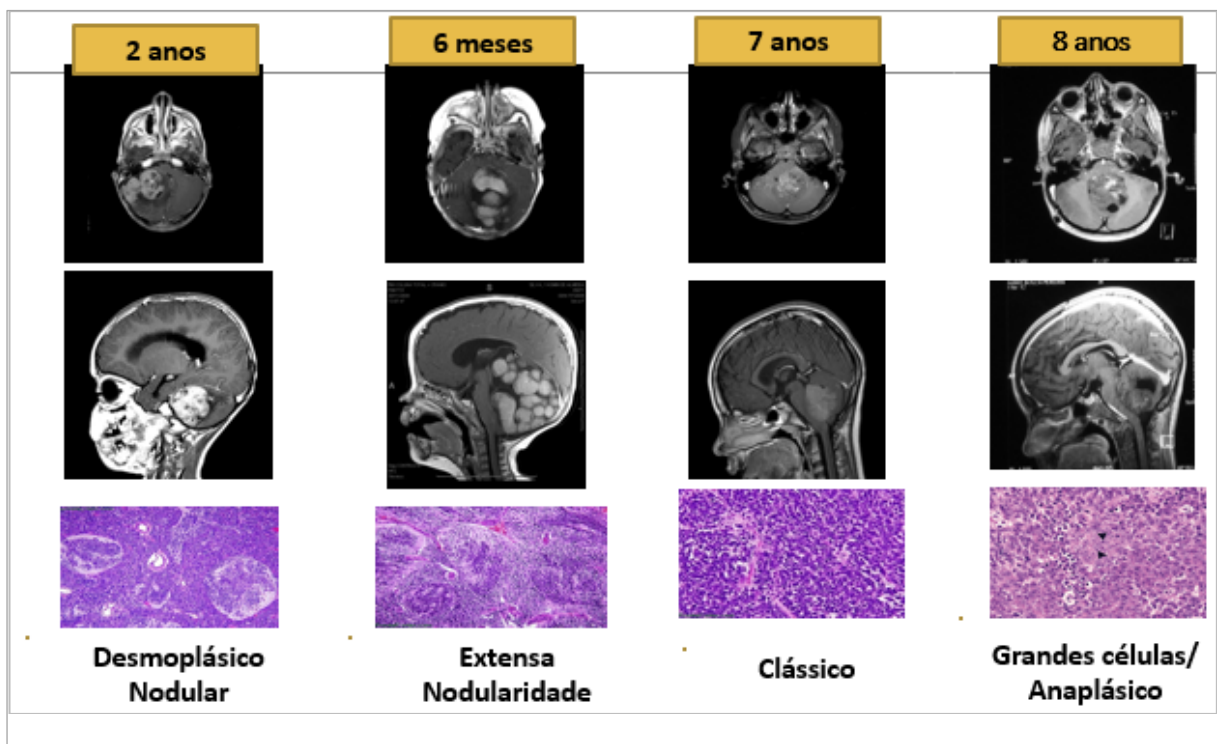 2 anos
6 meses
7 anos
8 anos
Desmoplásico
Nodular
Extensa
Nodularidade
Clássico
Grandes células/
Anaplásico